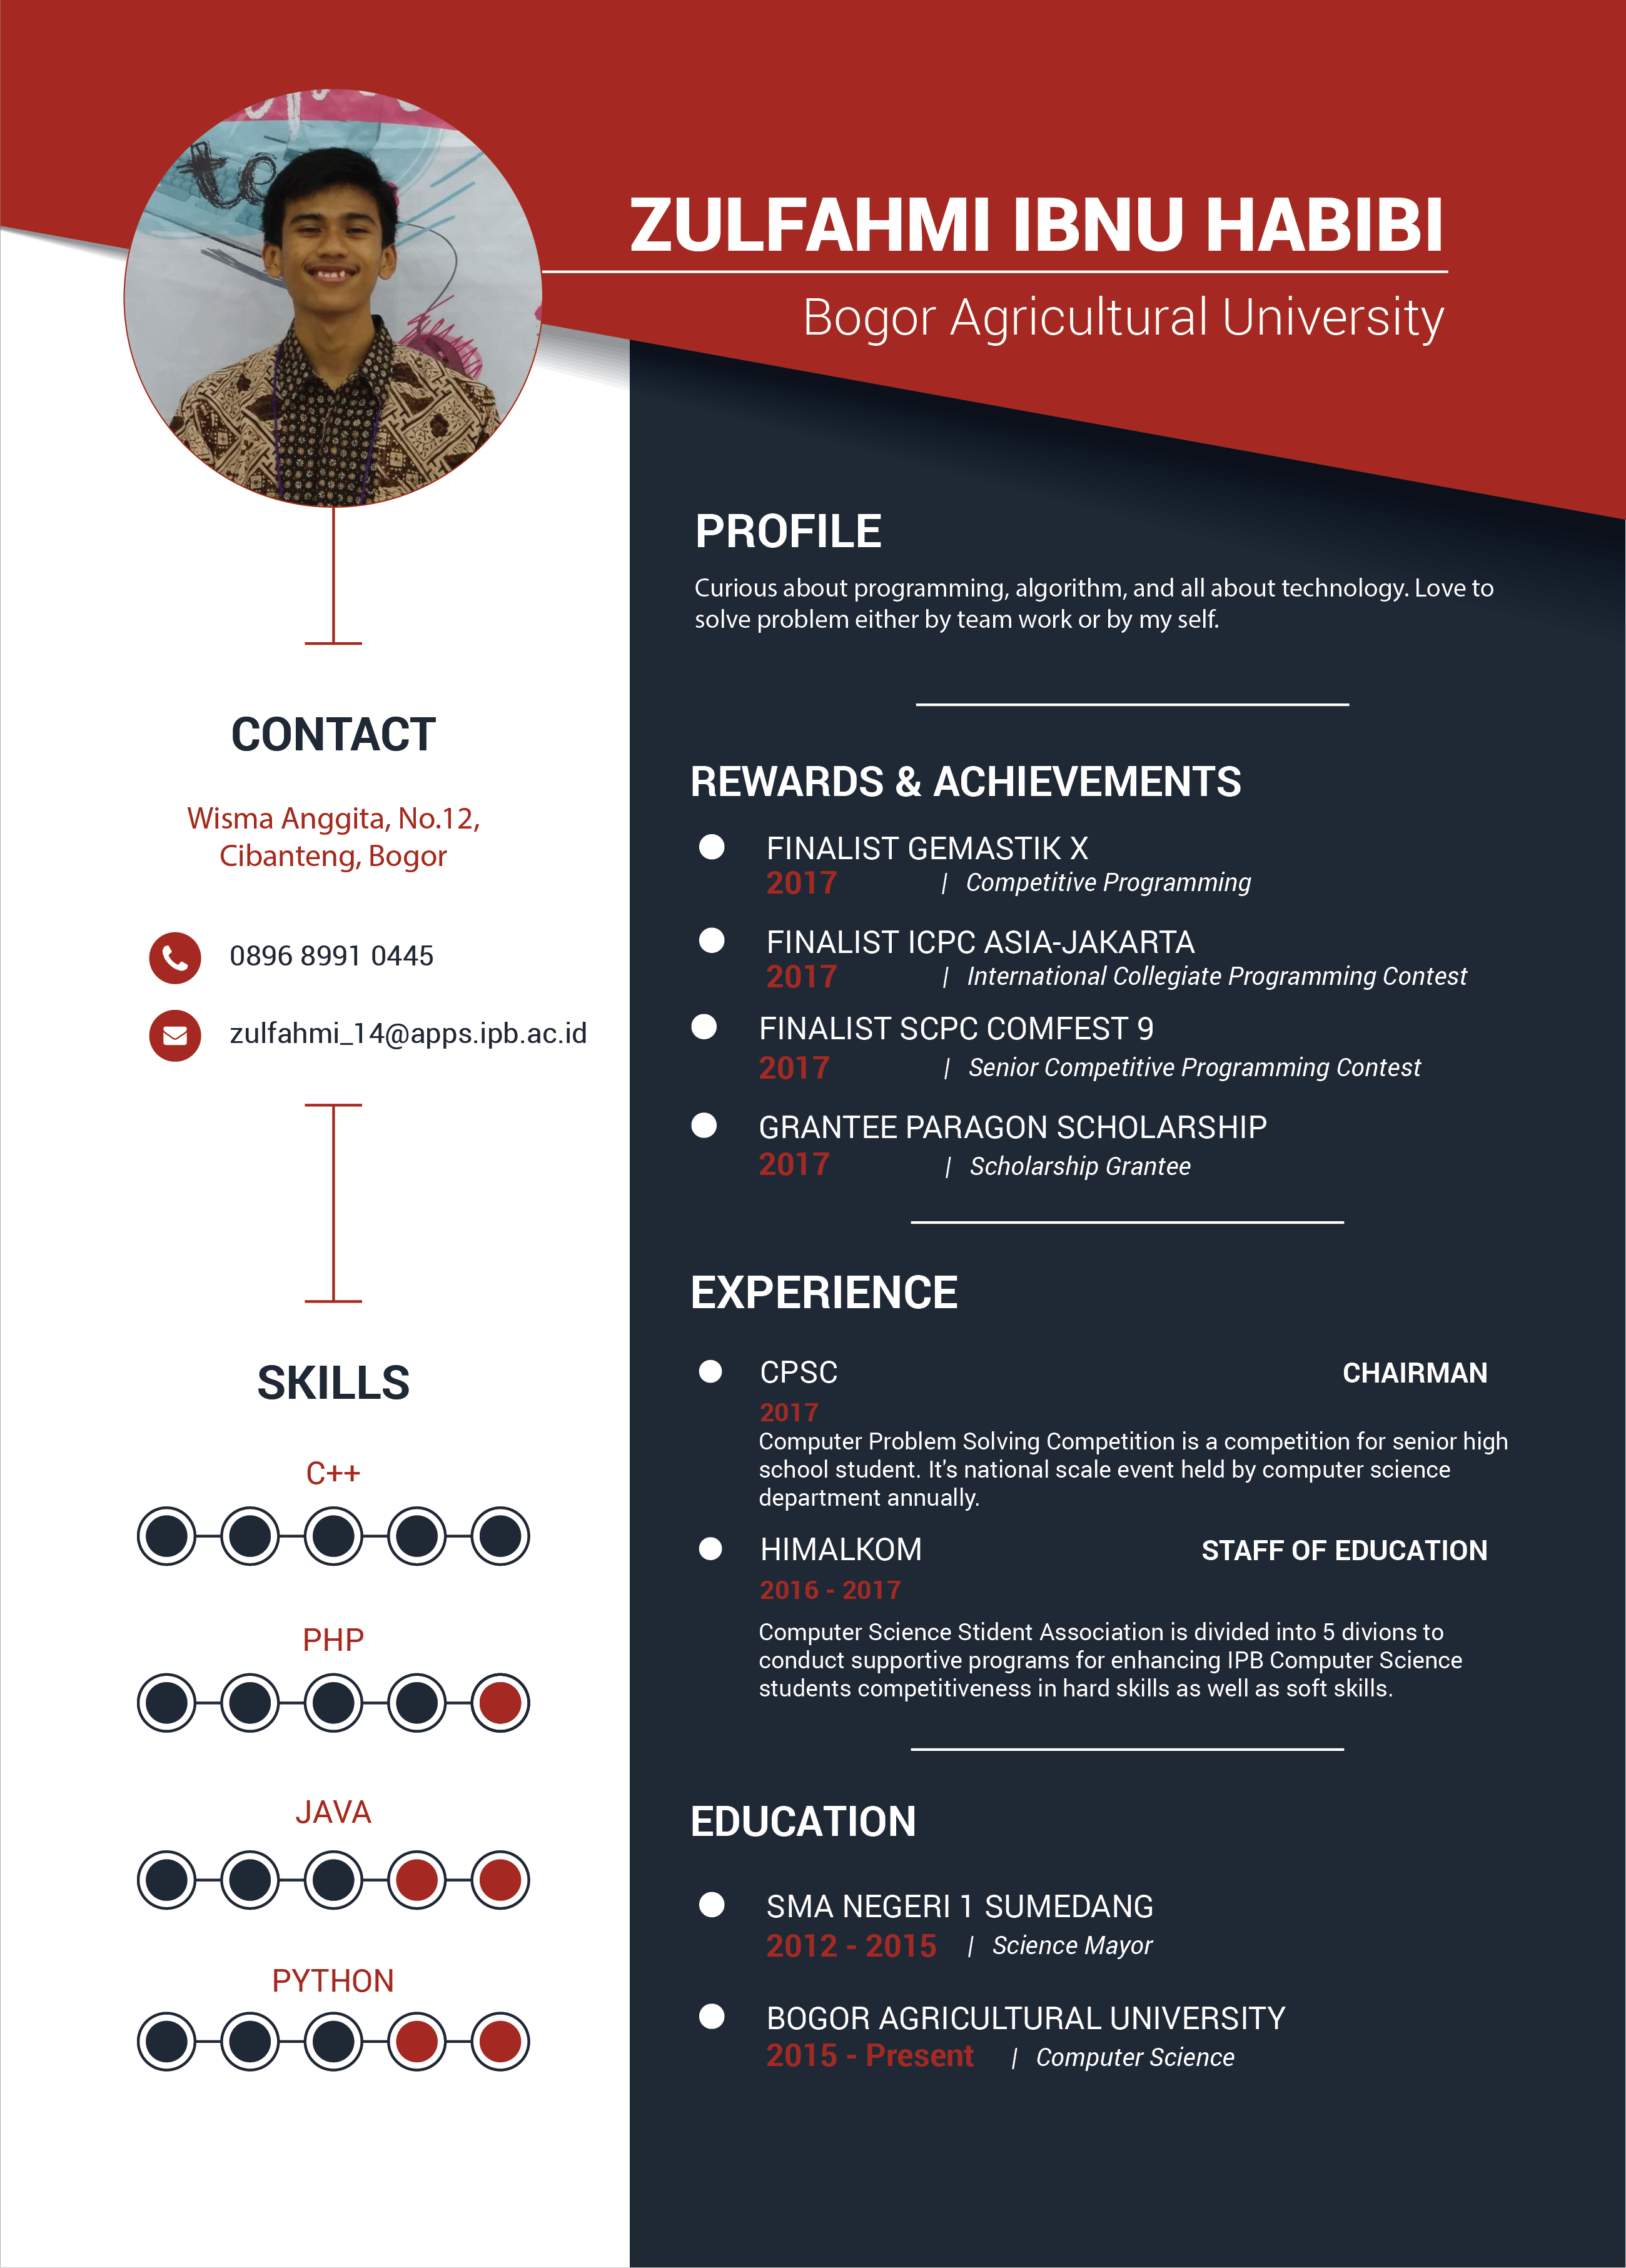 ZULFAHMI IBNU HABIBI
Bogor Agricultural University
CONTACT
Wisma Anggita, No.12,
Cibanteng, Bogor
0896 8991 0445
zulfahmi_14@apps.ipb.ac.id
SKILLS
C++
PHP
JAVA
PYTHON
PROFILE
Curious about programming, algorithm, and all about technology. Love to
solve problem either by team work or by my self.
REWARDS & ACHIEVEMENTS
FINALIST GEMASTIK X
2017 | Competitive Programming
FINALIST ICPC ASIA-JAKARTA
2017 | International Collegiate Programming Contest
FINALIST SCPC COMFEST 9
2017 | Senior Competitive Programming Contest
GRANTEE PARAGON SCHOLARSHIP
2017 | Scholarship Grantee
EXPERIENCE
CPSC CHAIRMAN
2017
Computer Problem Solving Competition is a competition for senior high
school student. It's national scale event held by computer science
department annually.
HIMALKOM STAFF OF EDUCATION
2016 - 2017
Computer Science Stident Association is divided into 5 divions to
conduct supportive programs for enhancing IPB Computer Science
students competitiveness in hard skills as well as soft skills.
EDUCATION
SMA NEGERI 1 SUMEDANG
2012 - 2015 | Science Mayor
BOGOR AGRICULTURAL UNIVERSITY
2015 - Present | Computer Science